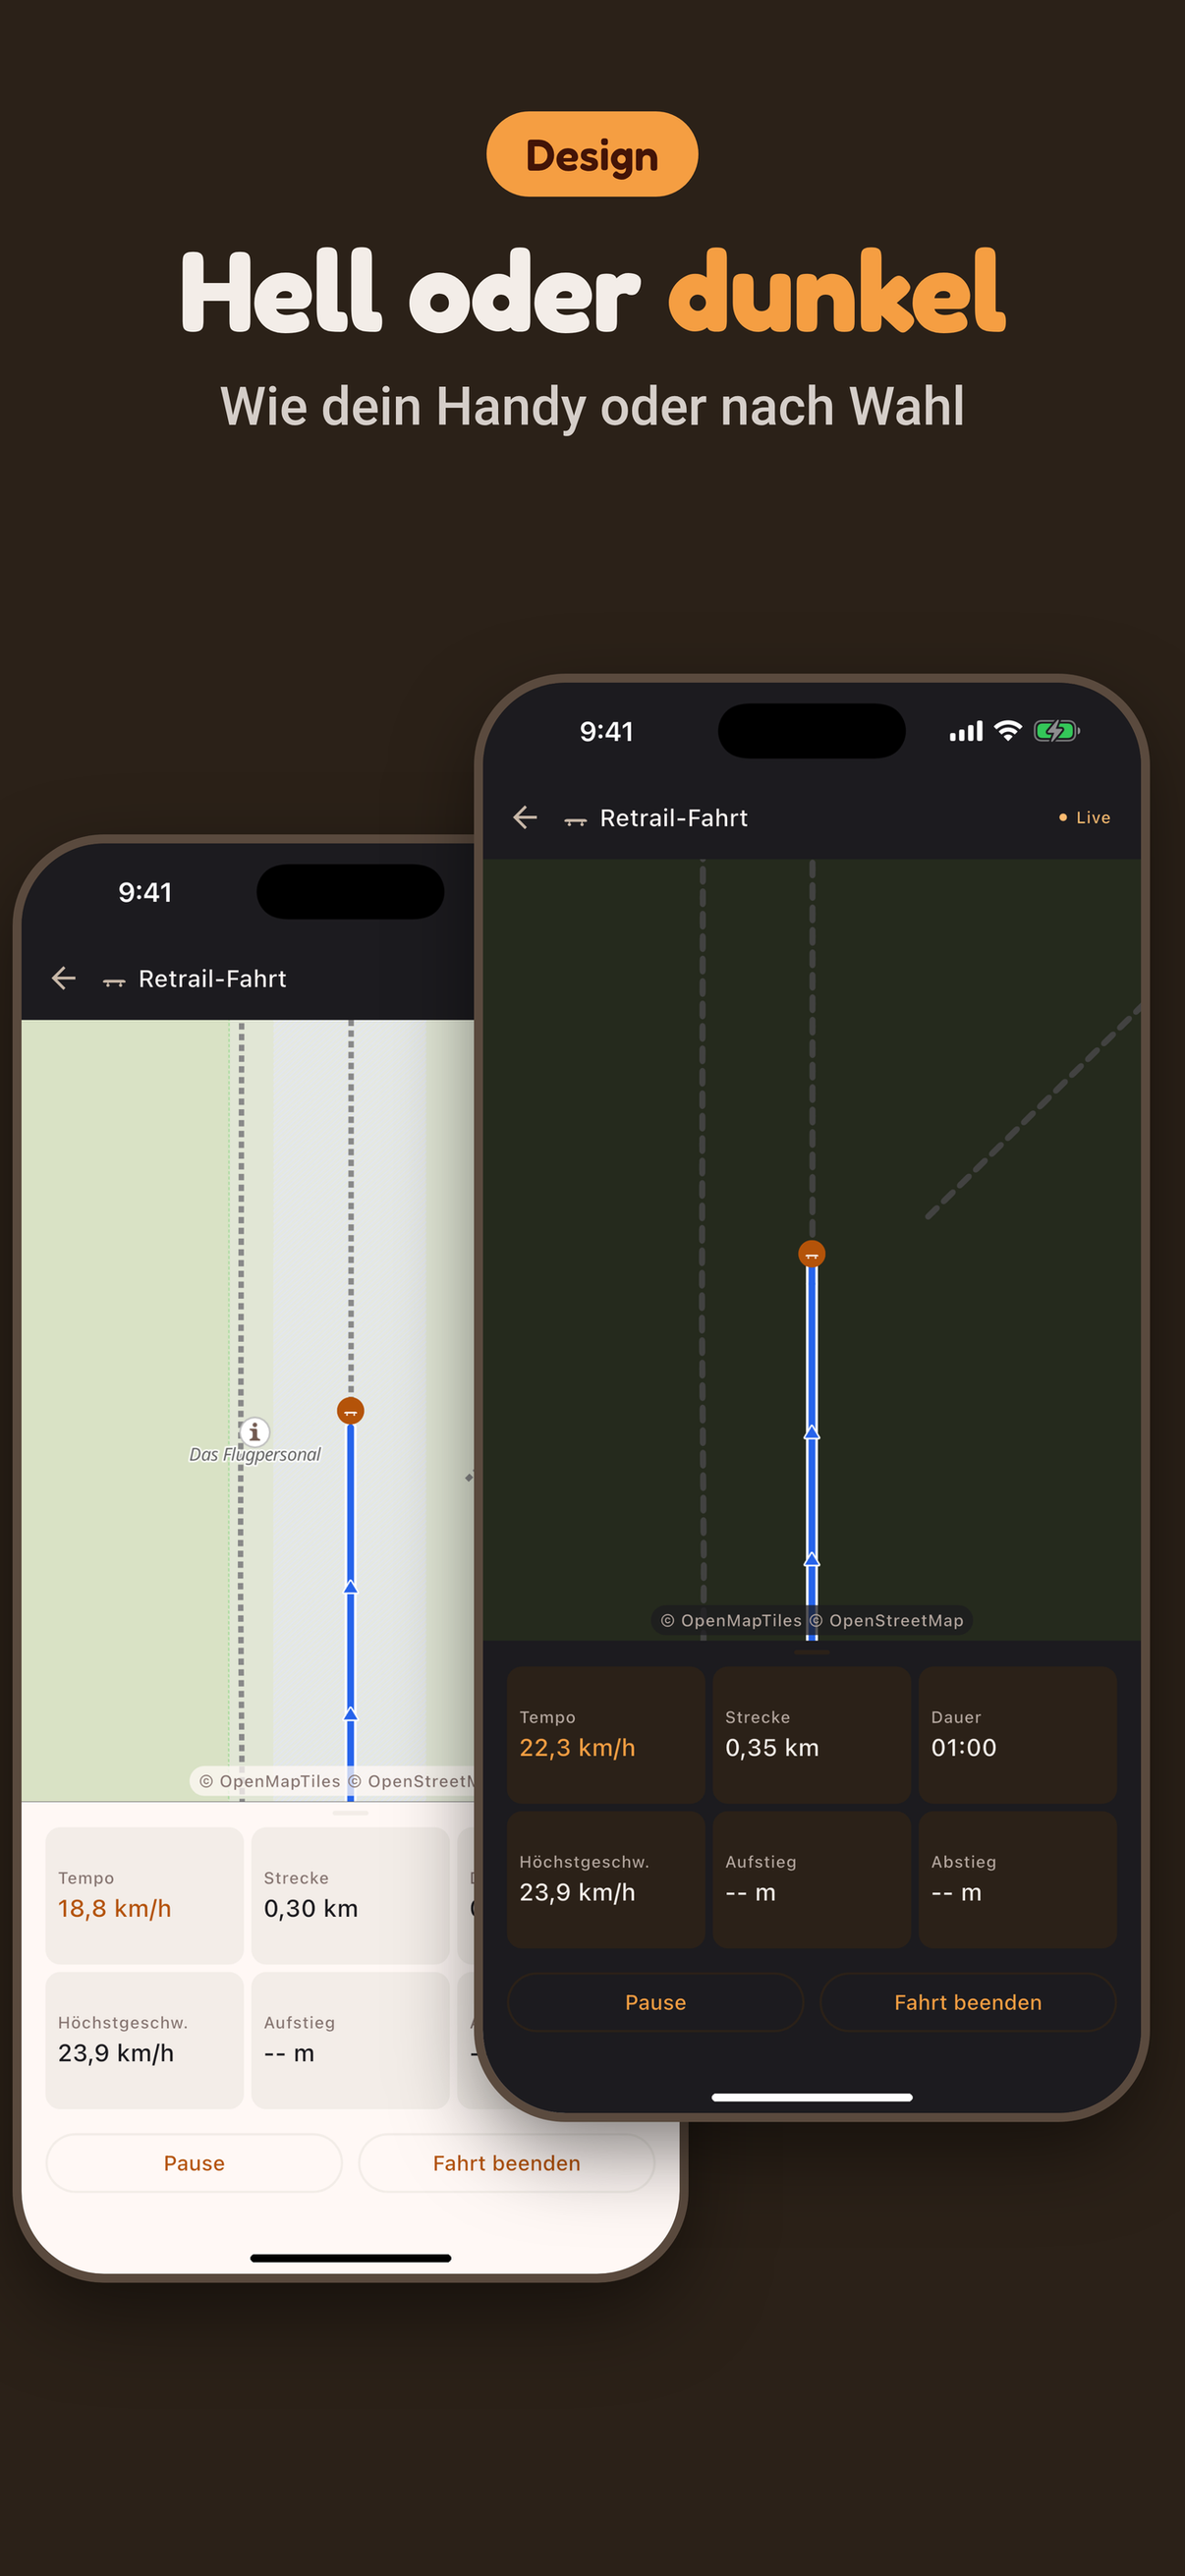 Design
Hell oder dunkel
Wie dein Handy oder nach Wahl
9:41
Retrail-Fahrt
Live
© OpenMapTiles © OpenStreetMap
Tempo
22,3 km/h
Strecke
0,35 km
Dauer
01:00
Höchstgeschw.
23,9 km/h
Aufstieg
-- m
Abstieg
-- m
Pause
Fahrt beenden
9:41
Retrail-Fahrt
Das Flugpersonal
© OpenMapTiles © OpenStreetM
Tempo
18,8 km/h
Strecke
0,30 km
Höchstgeschw.
23,9 km/h
Aufstieg
-- m
Pause
Fahrt beenden